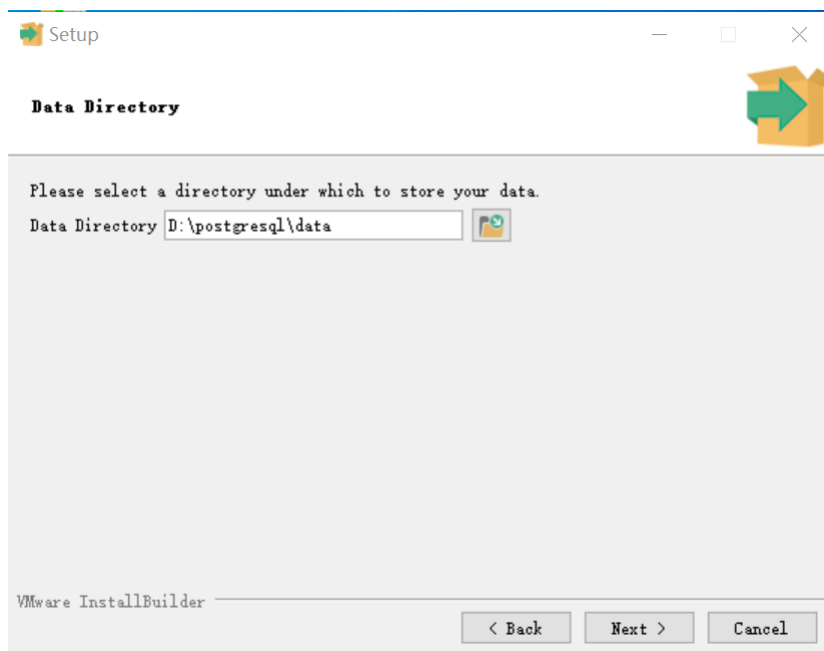 Setup
Data Directory
Please select a directory under which to store your data.
Data Directory D:\postgresql\data
VMware InstallBuilder
< Back Next > Cancel